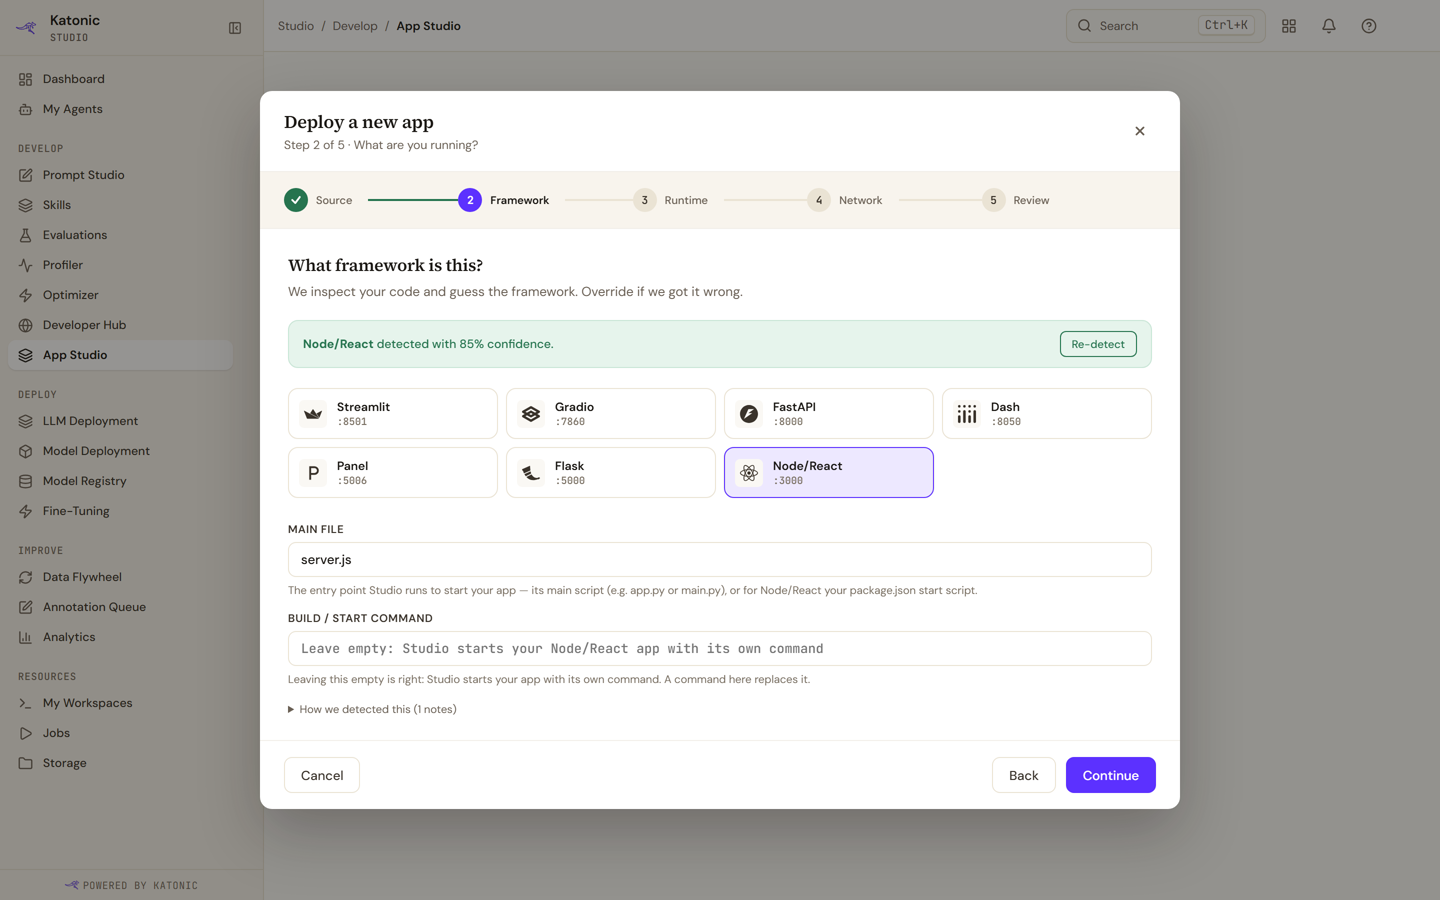 Katonic
STUDIO
Studio / Develop / App Studio
Search Ctrl+K
Dashboard
My Agents
DEVELOP
Prompt Studio
Skills
Evaluations
Profiler
Optimizer
Developer Hub
App Studio
DEPLOY
LLM Deployment
Model Deployment
Model Registry
Fine-Tuning
IMPROVE
Data Flywheel
Annotation Queue
Analytics
RESOURCES
My Workspaces
Jobs
Storage
POWERED BY KATONIC
Deploy a new app
Step 2 of 5 · What are you running?
Source 2 Framework 3 Runtime 4 Network 5 Review
What framework is this?
We inspect your code and guess the framework. Override if we got it wrong.
Node/React detected with 85% confidence. Re-detect
Streamlit
:8501
Gradio
:7860
FastAPI
:8000
Dash
:8050
P Panel
:5006
Flask
:5000
Node/React
:3000
MAIN FILE
server.js
The entry point Studio runs to start your app — its main script (e.g. app.py or main.py), or for Node/React your package.json start script.
BUILD / START COMMAND
Leave empty: Studio starts your Node/React app with its own command
Leaving this empty is right: Studio starts your app with its own command. A command here replaces it.
How we detected this (1 notes)
Cancel Back Continue